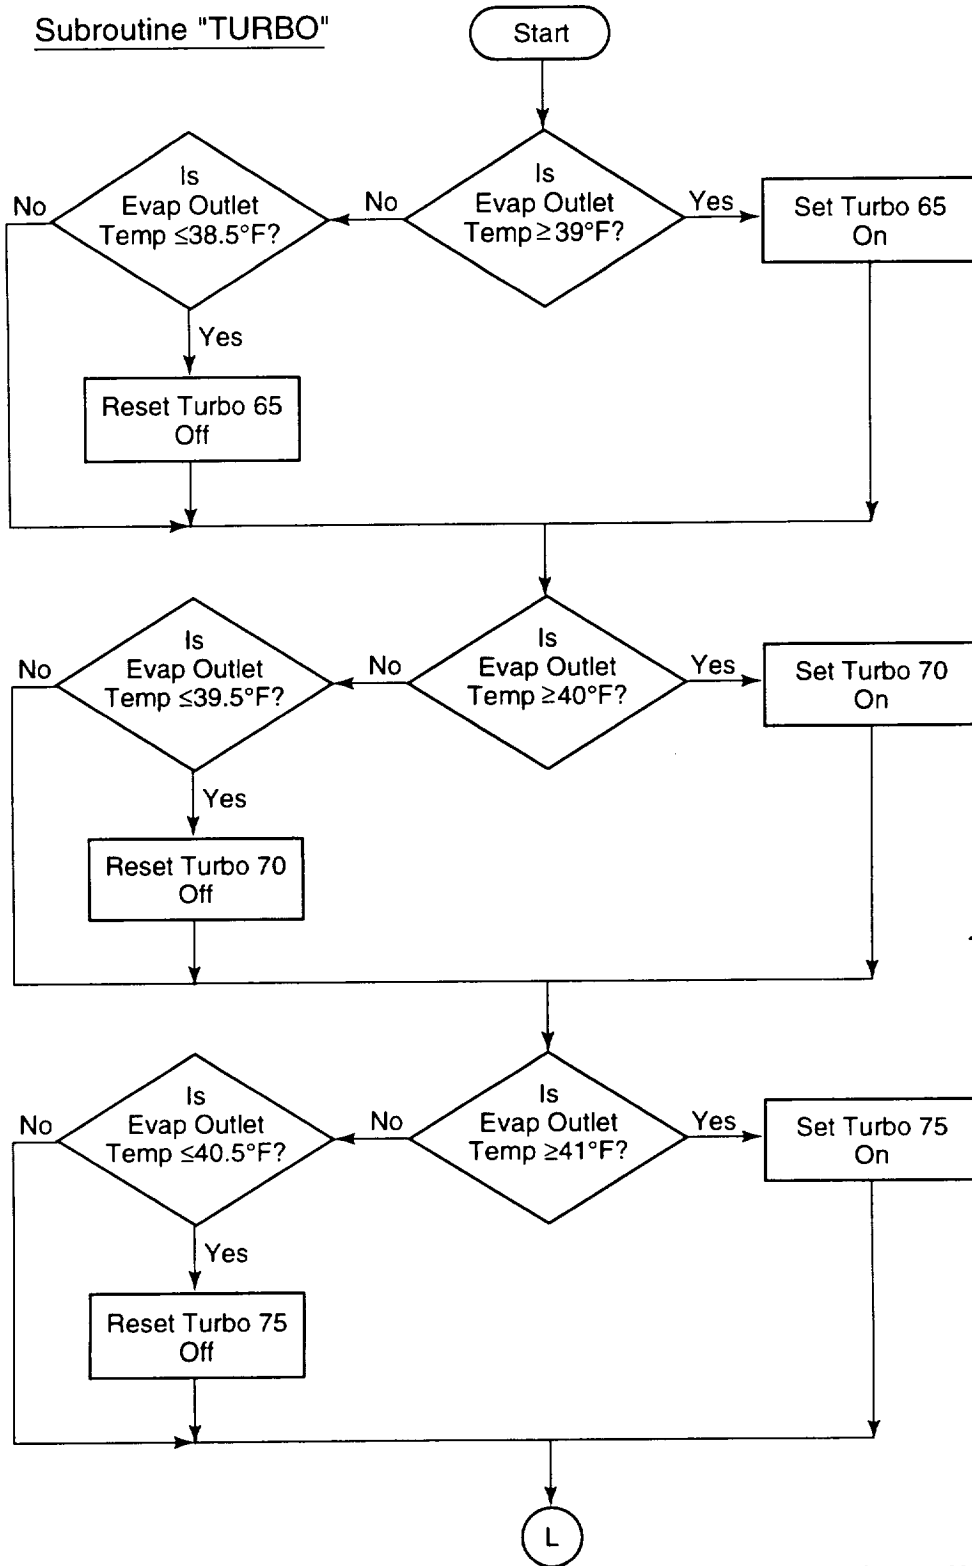 Subroutine "TURBO"
Start
Is
Evap Outlet
Temp ≤38.5°F?
No
Yes
Is
Evap Outlet
Temp ≥ 39°F?
No
Yes
Set Turbo 65
On
Reset Turbo 65
Off
Is
Evap Outlet
Temp ≤39.5°F?
No
Yes
Is
Evap Outlet
Temp ≥40°F?
No
Yes
Set Turbo 70
On
Reset Turbo 70
Off
Is
Evap Outlet
Temp ≤40.5°F?
No
Yes
Is
Evap Outlet
Temp ≥41°F?
No
Yes
Set Turbo 75
On
Reset Turbo 75
Off
L